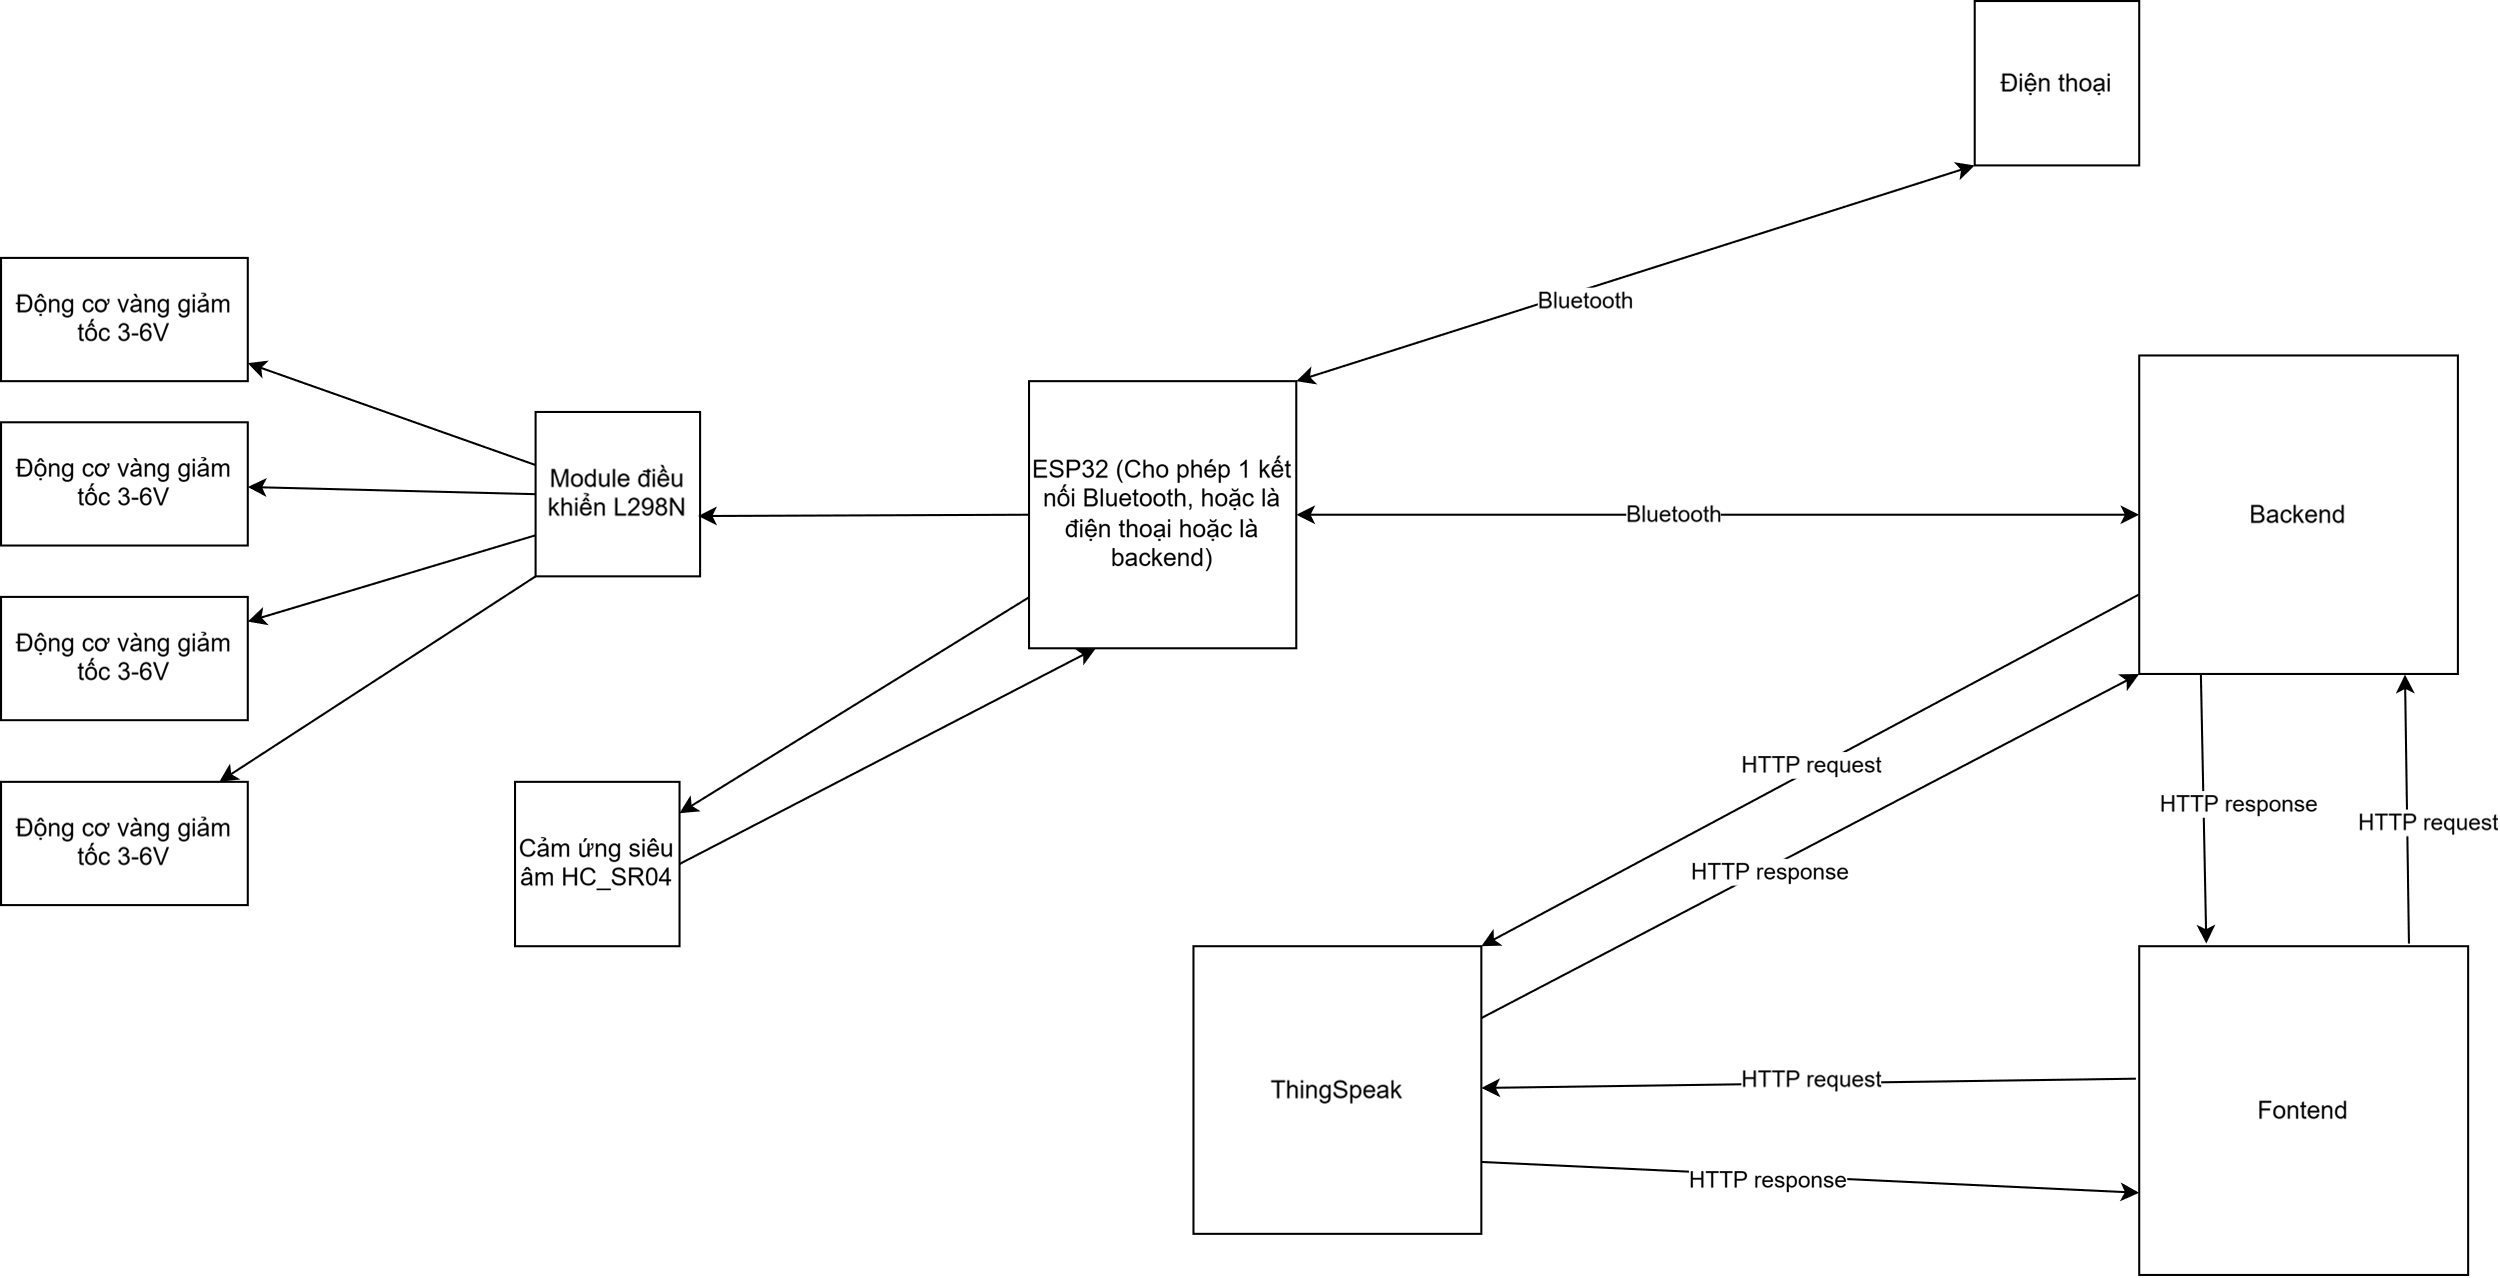 Điện thoại
Bluetooth
Động cơ vàng giảm
tốc 3-6V
Động cơ vàng giảm
tốc 3-6V
Động cơ vàng giảm
tốc 3-6V
Động cơ vàng giảm
tốc 3-6V
Module điều
khiển L298N
ESP32 (Cho phép 1 kết
nối Bluetooth, hoặc là
điện thoại hoặc là
backend)
Bluetooth
Backend
Cảm ứng siêu
âm HC_SR04
HTTP request
HTTP response
HTTP response
HTTP request
ThingSpeak
HTTP request
HTTP response
Fontend